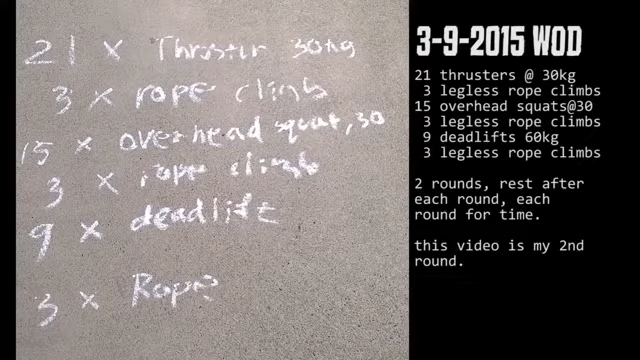 21 x Thruster 30kg
3 x rope climb
15 x overhead squat, 30
3 x rope climb
9 x deadlift
3 x Rope
3-9-2015 WOD
21 thrusters @ 30kg
3 legless rope climbs
15 overhead squats@30
3 legless rope climbs
9 deadlifts 60kg
3 legless rope climbs
2 rounds, rest after
each round, each
round for time.
this video is my 2nd
round.